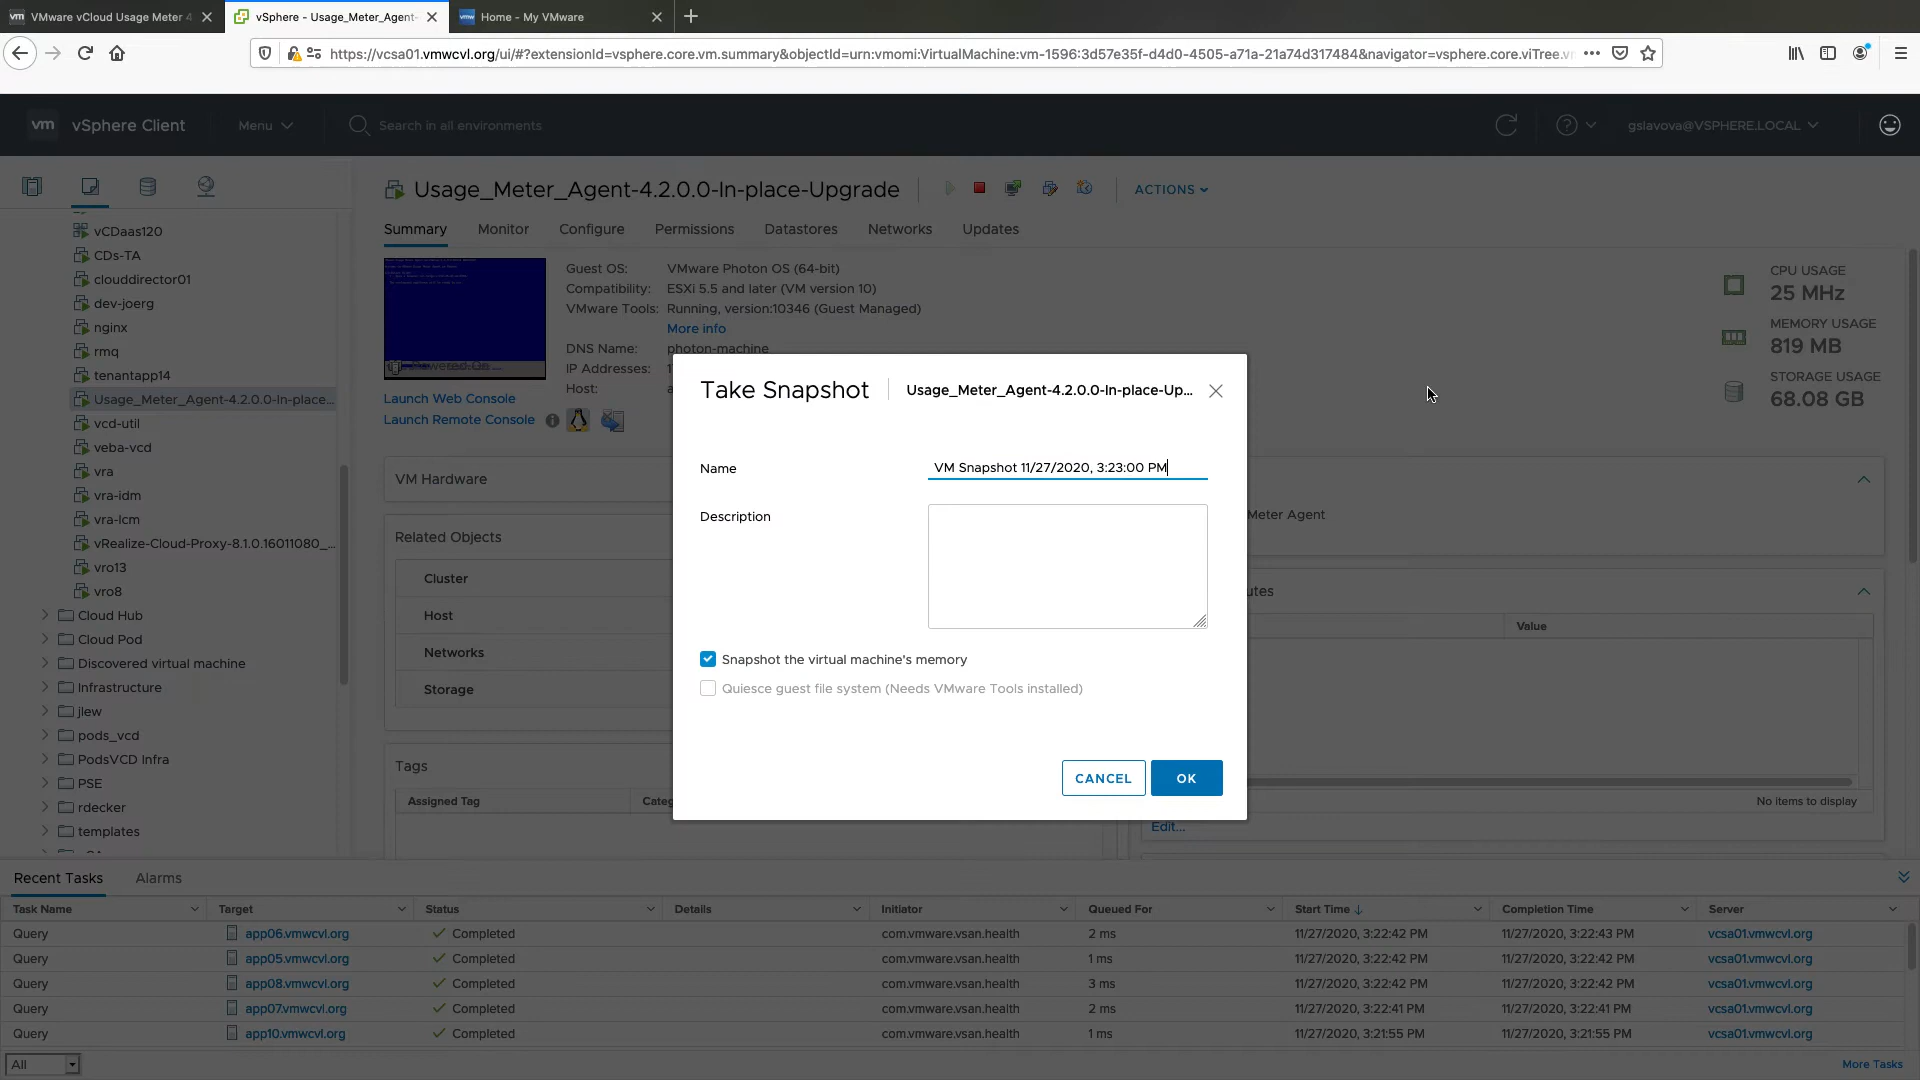 VMware vCloud Usage Meter 4
vSphere - Usage_Meter_Agent-
Home - My VMware
https://vcsa01.vmwcvl.org/ui/#?extensionId=vsphere.core.vm.summary&objectId=urn:vmomi:VirtualMachine:vm-1596:3d57e35f-d4d0-4505-a71a-21a74d317484&navigator=vsphere.core.viTree.v
vm vSphere Client
Menu
Search in all environments
gslavova@VSPHERE.LOCAL
Usage_Meter_Agent-4.2.0.0-In-place-Upgrade
ACTIONS
Summary Monitor Configure Permissions Datastores Networks Updates
vCDaas120
CDs-TA
clouddirector01
dev-joerg
nginx
rmq
tenantapp14
Usage_Meter_Agent-4.2.0.0-In-place...
vcd-util
veba-vcd
vra
vra-idm
vra-lcm
vRealize-Cloud-Proxy-8.1.0.16011080_...
vro13
vro8
Cloud Hub
Cloud Pod
Discovered virtual machine
Infrastructure
jlew
pods_vcd
PodsVCD Infra
PSE
rdecker
templates
Powered On
Guest OS: VMware Photon OS (64-bit)
Compatibility: ESXi 5.5 and later (VM version 10)
VMware Tools: Running, version:10346 (Guest Managed)
More info
DNS Name: photon-machine
IP Addresses:
Host:
Launch Web Console
Launch Remote Console
CPU USAGE
25 MHz
MEMORY USAGE
819 MB
STORAGE USAGE
68.08 GB
VM Hardware
Related Objects
Cluster
Host
Networks
Storage
Tags
Assigned Tag
Categ
Meter Agent
utes
Value
No items to display
Edit...
Take Snapshot
Usage_Meter_Agent-4.2.0.0-In-place-Up...
Name
VM Snapshot 11/27/2020, 3:23:00 PM
Description
Snapshot the virtual machine's memory
Quiesce guest file system (Needs VMware Tools installed)
CANCEL
OK
Recent Tasks Alarms
Task Name Target Status Details Initiator Queued For Start Time Completion Time Server
Query app06.vmwcvl.org Completed com.vmware.vsan.health 2 ms 11/27/2020, 3:22:42 PM 11/27/2020, 3:22:43 PM vcsa01.vmwcvl.org
Query app05.vmwcvl.org Completed com.vmware.vsan.health 1 ms 11/27/2020, 3:22:42 PM 11/27/2020, 3:22:42 PM vcsa01.vmwcvl.org
Query app08.vmwcvl.org Completed com.vmware.vsan.health 3 ms 11/27/2020, 3:22:42 PM 11/27/2020, 3:22:42 PM vcsa01.vmwcvl.org
Query app07.vmwcvl.org Completed com.vmware.vsan.health 2 ms 11/27/2020, 3:22:41 PM 11/27/2020, 3:22:41 PM vcsa01.vmwcvl.org
Query app10.vmwcvl.org Completed com.vmware.vsan.health 1 ms 11/27/2020, 3:21:55 PM 11/27/2020, 3:21:55 PM vcsa01.vmwcvl.org
All
More Tasks